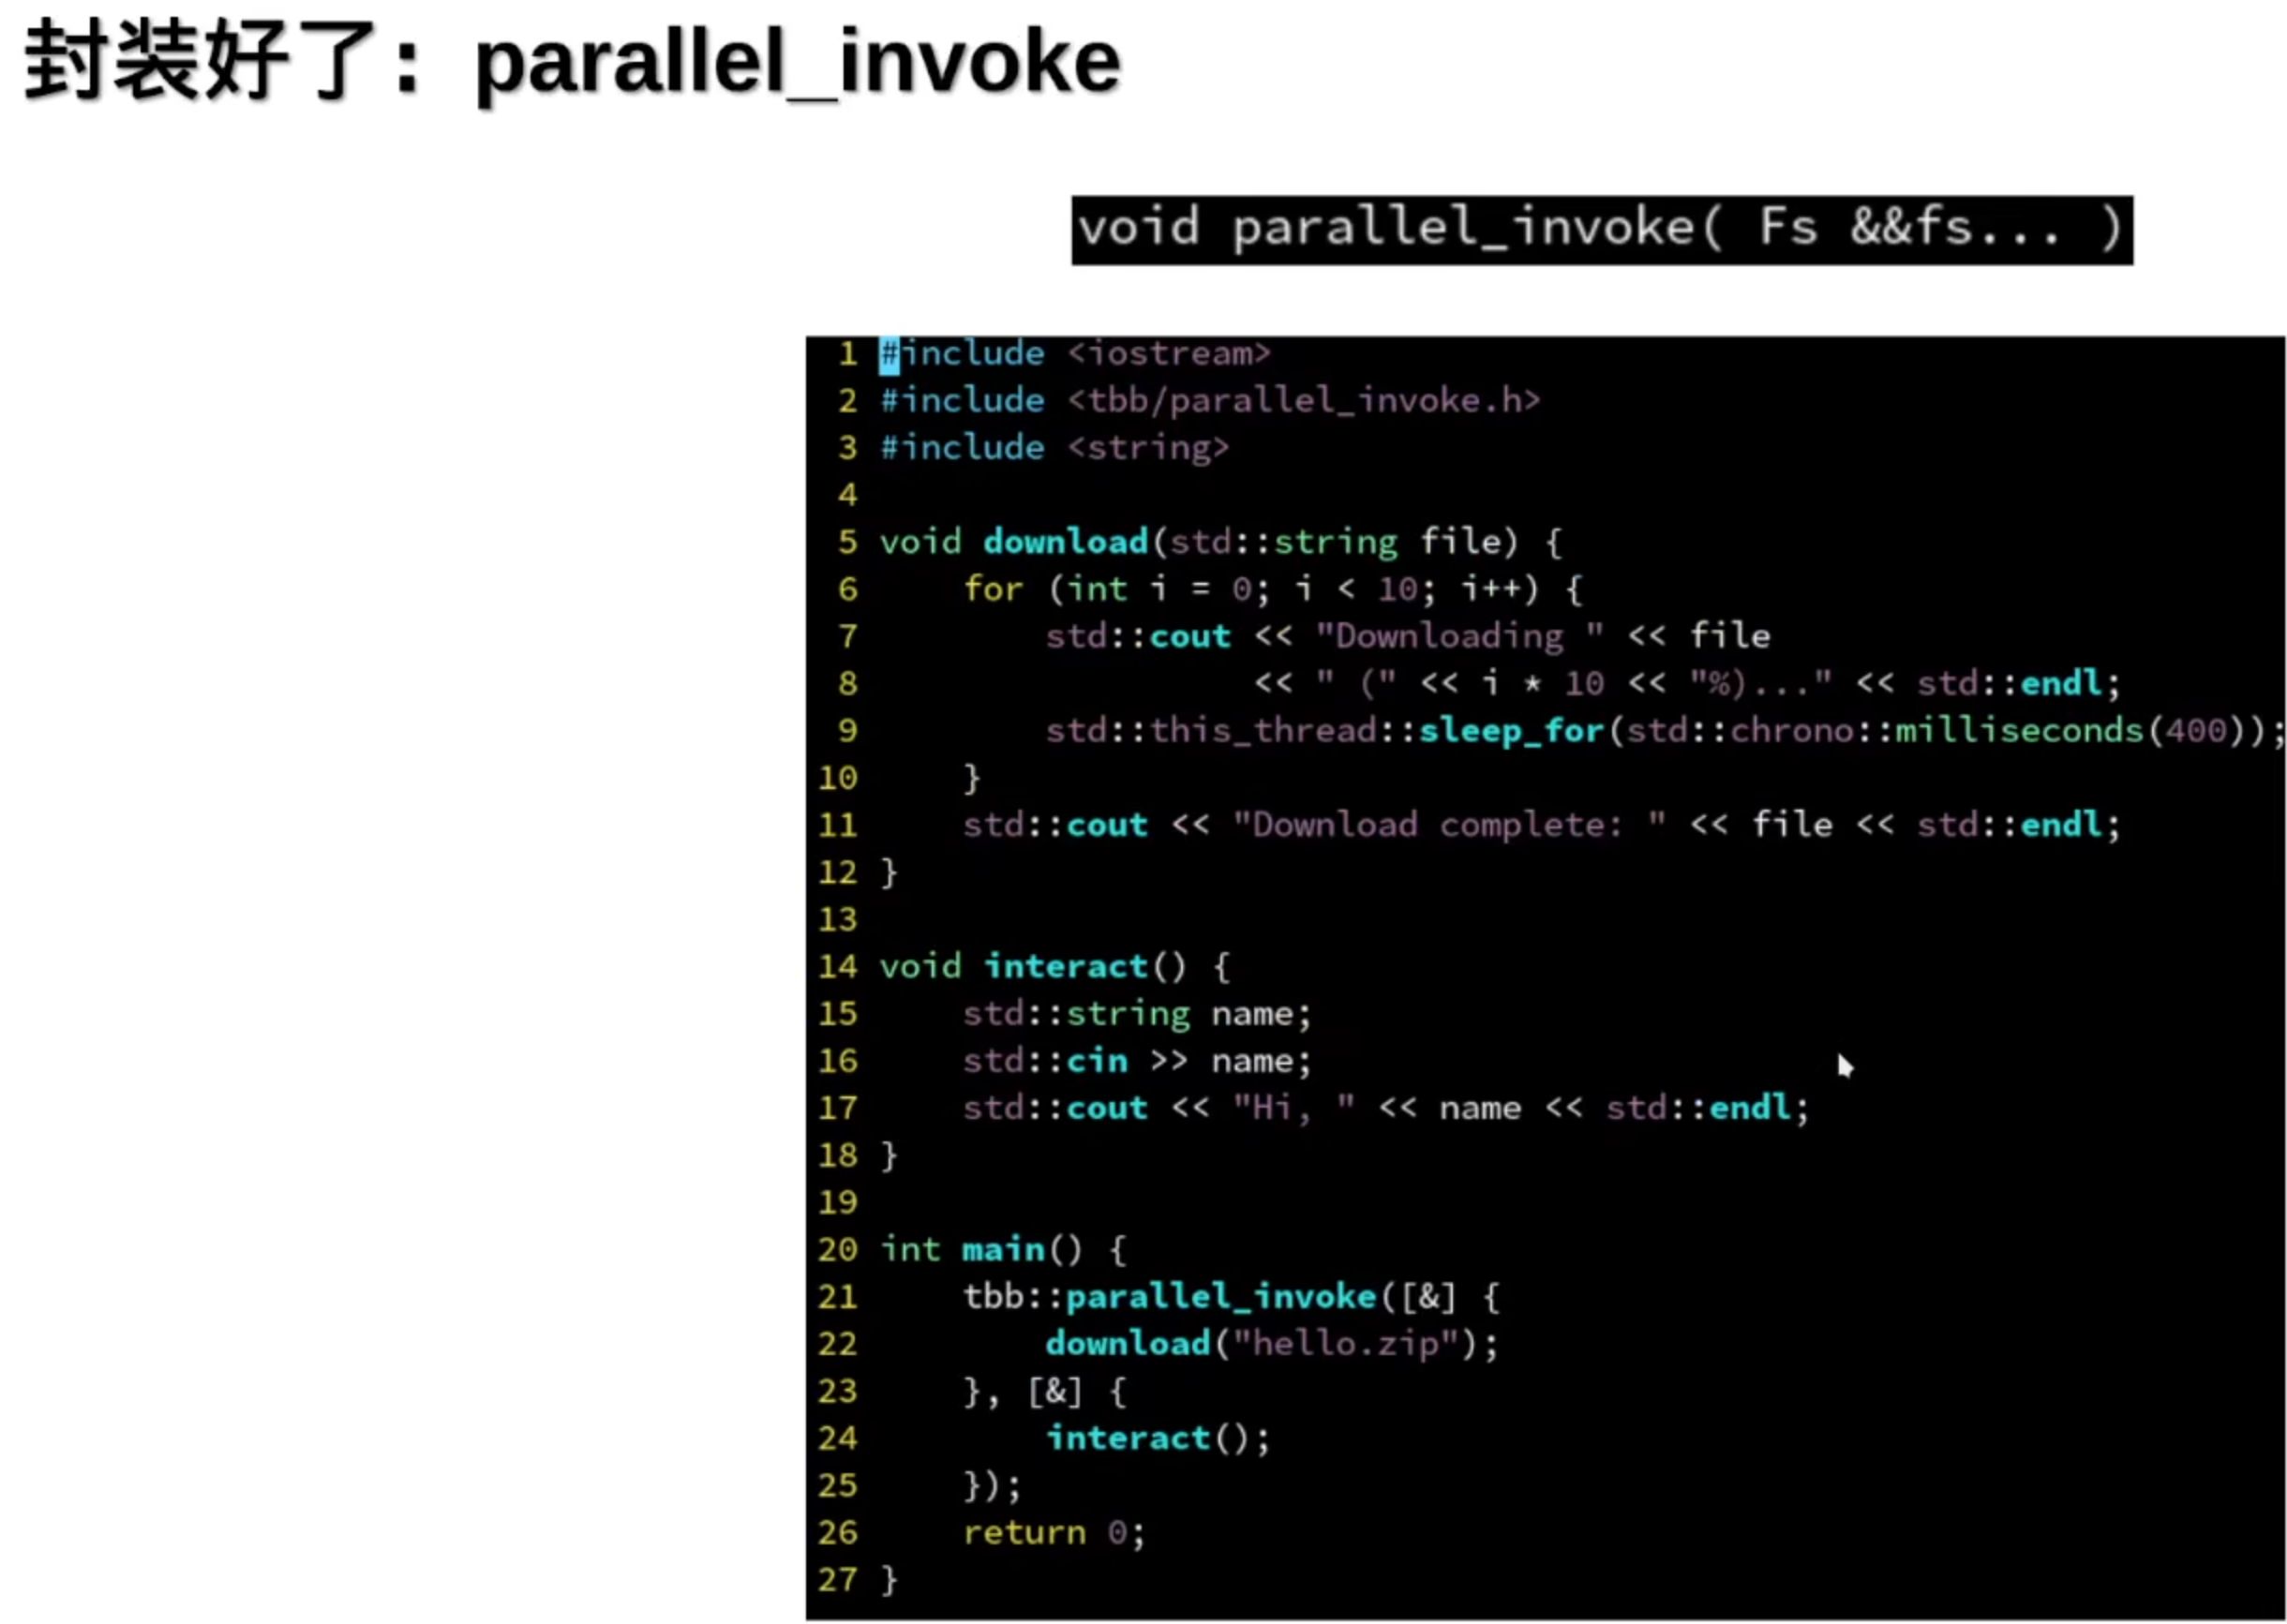 封装好了：parallel_invoke
void parallel_invoke( Fs &&fs... )
1 #include <iostream>
2 #include <tbb/parallel_invoke.h>
3 #include <string>
4
5 void download(std::string file) {
6     for (int i = 0; i < 10; i++) {
7         std::cout << "Downloading " << file
8                   << " (" << i * 10 << "%)..." << std::endl;
9         std::this_thread::sleep_for(std::chrono::milliseconds(400));
10     }
11     std::cout << "Download complete: " << file << std::endl;
12 }
13
14 void interact() {
15     std::string name;
16     std::cin >> name;
17     std::cout << "Hi, " << name << std::endl;
18 }
19
20 int main() {
21     tbb::parallel_invoke([&] {
22         download("hello.zip");
23     }, [&] {
24         interact();
25     });
26     return 0;
27 }